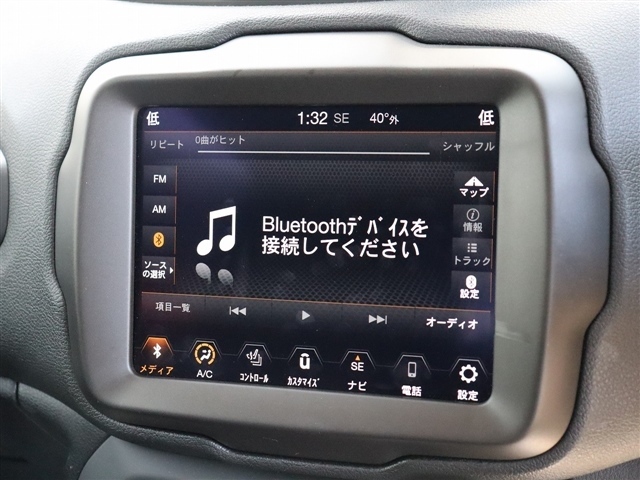 低 1:32 SE 40°外 低
リピート 0曲がヒット シャッフル
FM
AM
ソース
の選択
Bluetoothﾃﾞﾊﾞｲｽを
接続してください
マップ
情報
トラック
設定
項目一覧 オーディオ
メディア A/C ｺﾝﾄﾛｰﾙ ｶｽﾀﾏｲｽﾞ SE ナビ 電話 設定